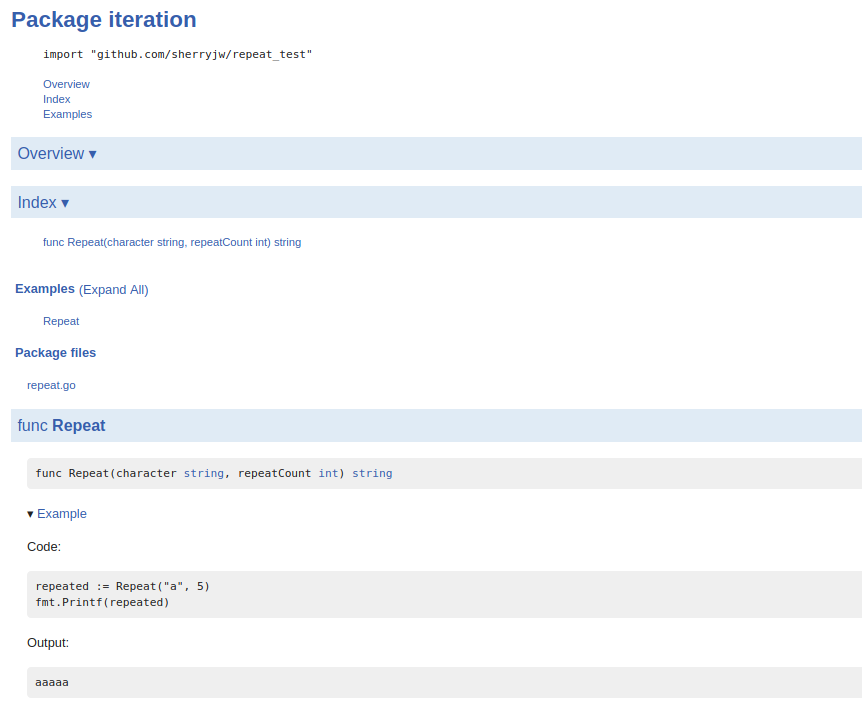 Package iteration
import "github.com/sherryjw/repeat_test"
Overview
Index
Examples
Overview ▾
Index ▾
func Repeat(character string, repeatCount int) string
Examples (Expand All)
Repeat
Package files
repeat.go
func Repeat
func Repeat(character string, repeatCount int) string
▾ Example
Code:
repeated := Repeat("a", 5)
fmt.Printf(repeated)
Output:
aaaaa